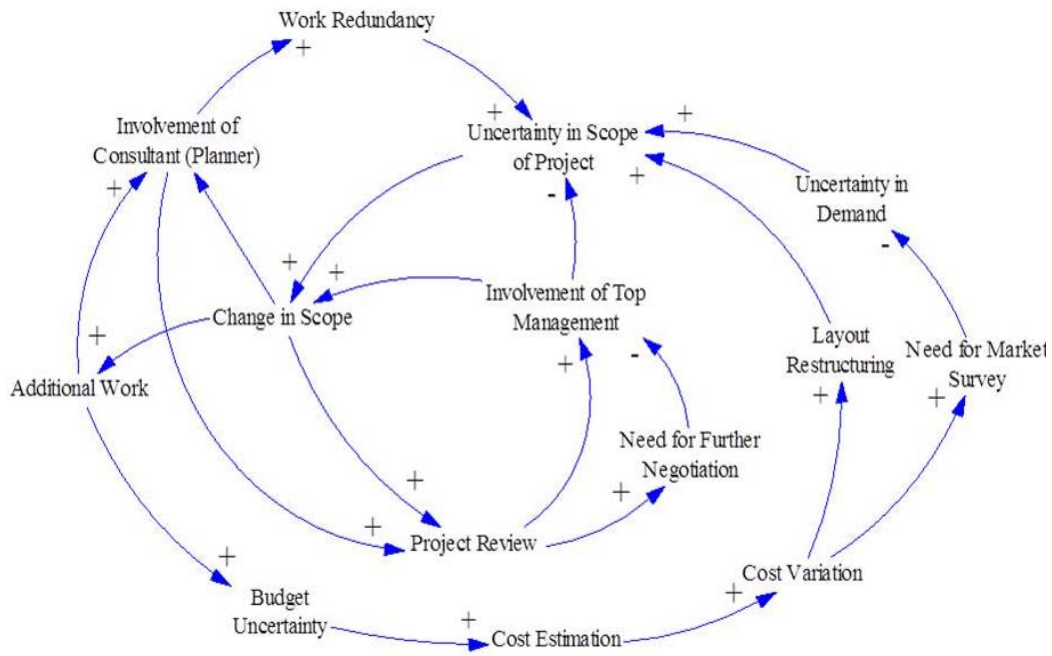 Work Redundancy
+
+
Uncertainty in Scope
of Project
+
+
-
Involvement of
Consultant (Planner)
+
Uncertainty in
Demand
-
+
+
Change in Scope
Involvement of Top
Management
+
-
Layout
Restructuring
+
Need for Market
Survey
+
+
Additional Work
Need for Further
Negotiation
+
+
+
Project Review
Cost Variation
+
+
Budget
Uncertainty
+
Cost Estimation